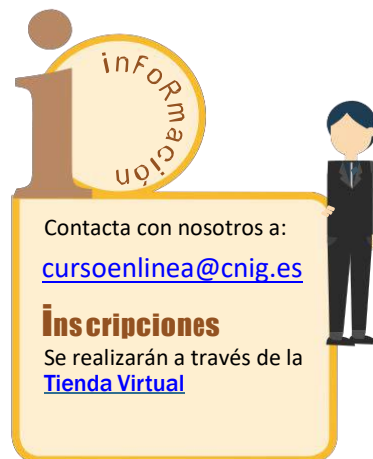 i
inFoRmación
Contacta con nosotros a:
cursoenlinea@cnig.es
inscripciones
Se realizarán a través de la
Tienda Virtual